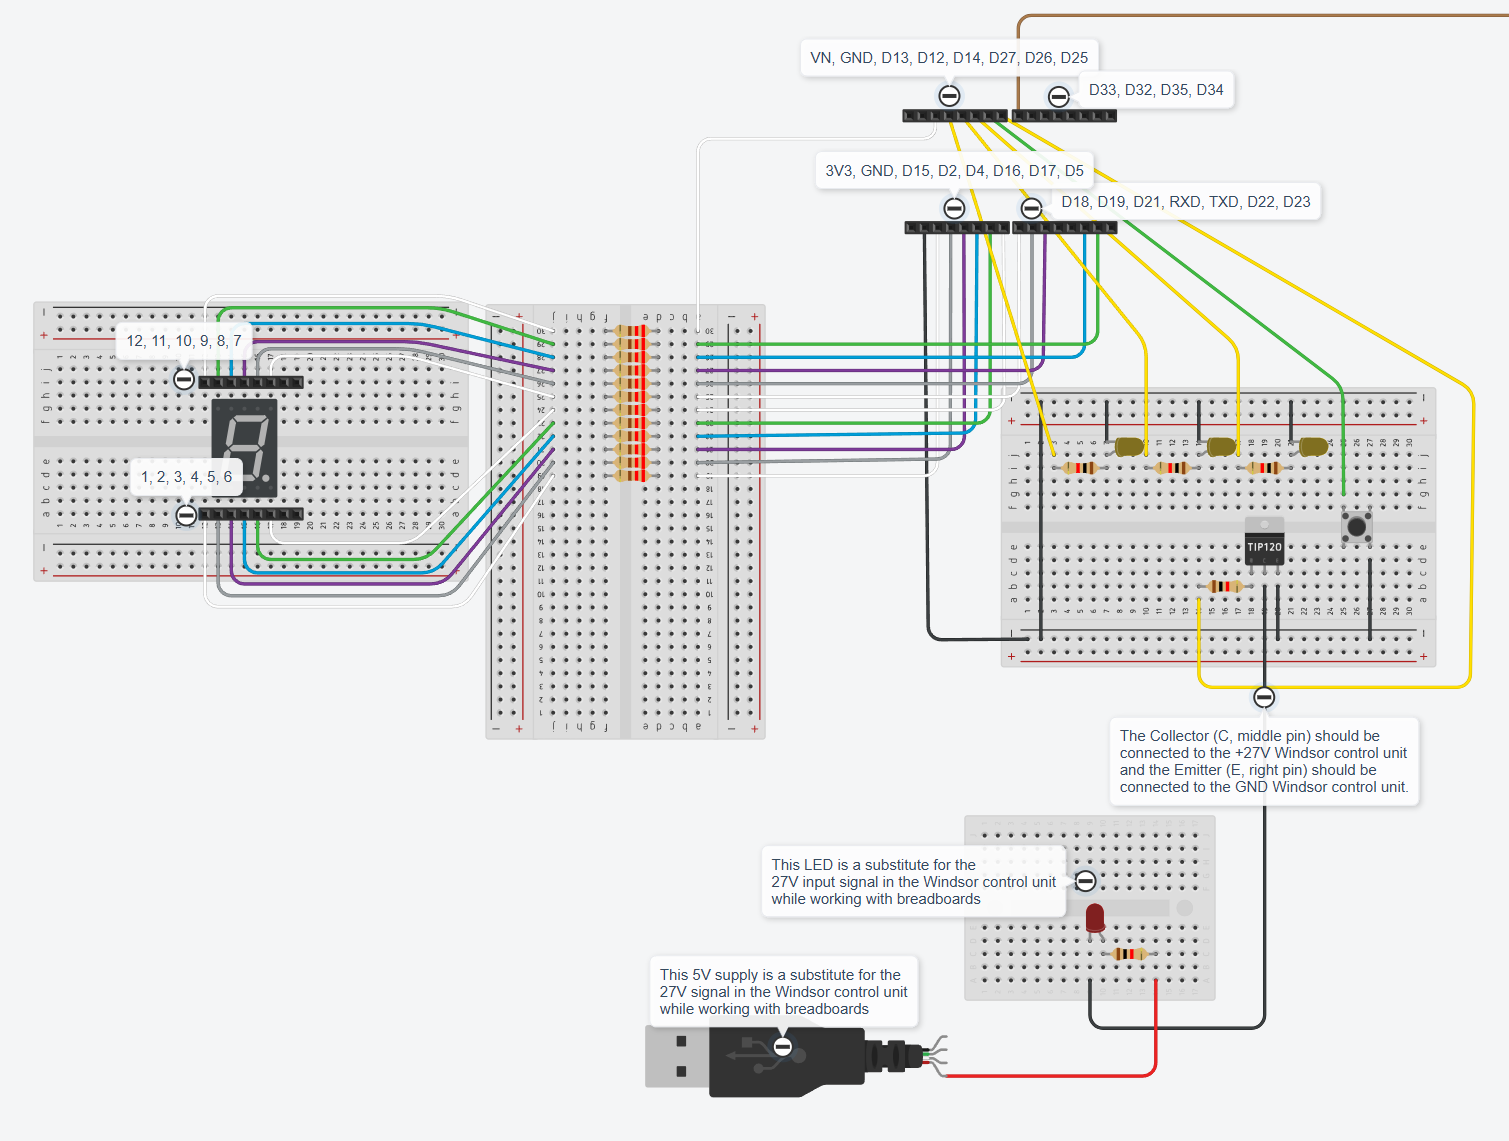 VN, GND, D13, D12, D14, D27, D26, D25
D33, D32, D35, D34
3V3, GND, D15, D2, D4, D16, D17, D5
D18, D19, D21, RXD, TXD, D22, D23
12, 11, 10, 9, 8, 7
1, 2, 3, 4, 5, 6
TIP120
The Collector (C, middle pin) should be
connected to the +27V Windsor control unit
and the Emitter (E, right pin) should be
connected to the GND Windsor control unit.
This LED is a substitute for the
27V input signal in the Windsor control unit
while working with breadboards
This 5V supply is a substitute for the
27V signal in the Windsor control unit
while working with breadboards